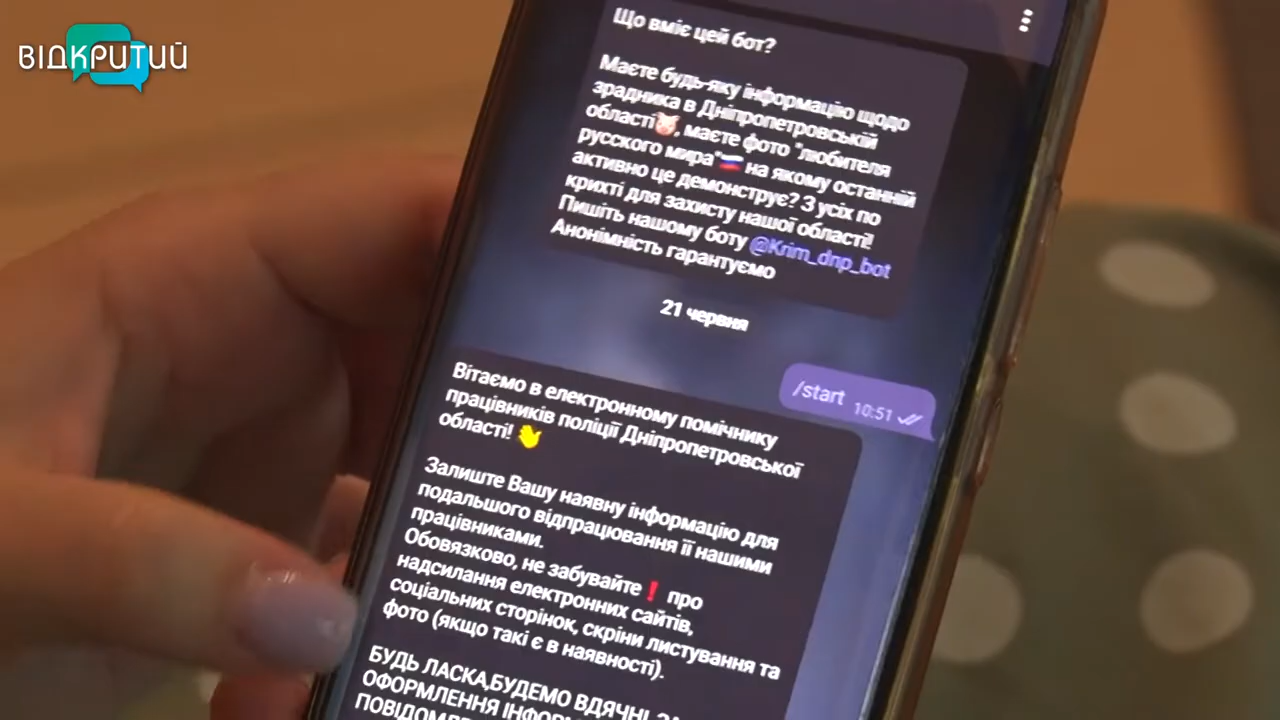 ВІДКРИТИЙ
Що вміє цей бот?
Маєте будь-яку інформацію щодо
зрадника в Дніпропетровській
області🐷, маєте фото "любителя
русского мира"🇷🇺 на якому останній
активно це демонструє? З усіх по
крихті для захисту нашої області!
Пишіть нашому боту @Krim_dnp_bot
Анонімність гарантуємо
21 червня
/start 10:51
Вітаємо в електронному помічнику
працівників поліції Дніпропетровської
області! 👋
Залиште Вашу наявну інформацію для
подальшого відпрацювання її нашими
працівниками.
Обовязково, не забувайте❗ про
надсилання електронних сайтів,
соціальних сторінок, скріни листування та
фото (якщо такі є в наявності).
БУДЬ ЛАСКА,БУДЕМО ВДЯЧНІ ЗА
ОФОРМЛЕННЯ